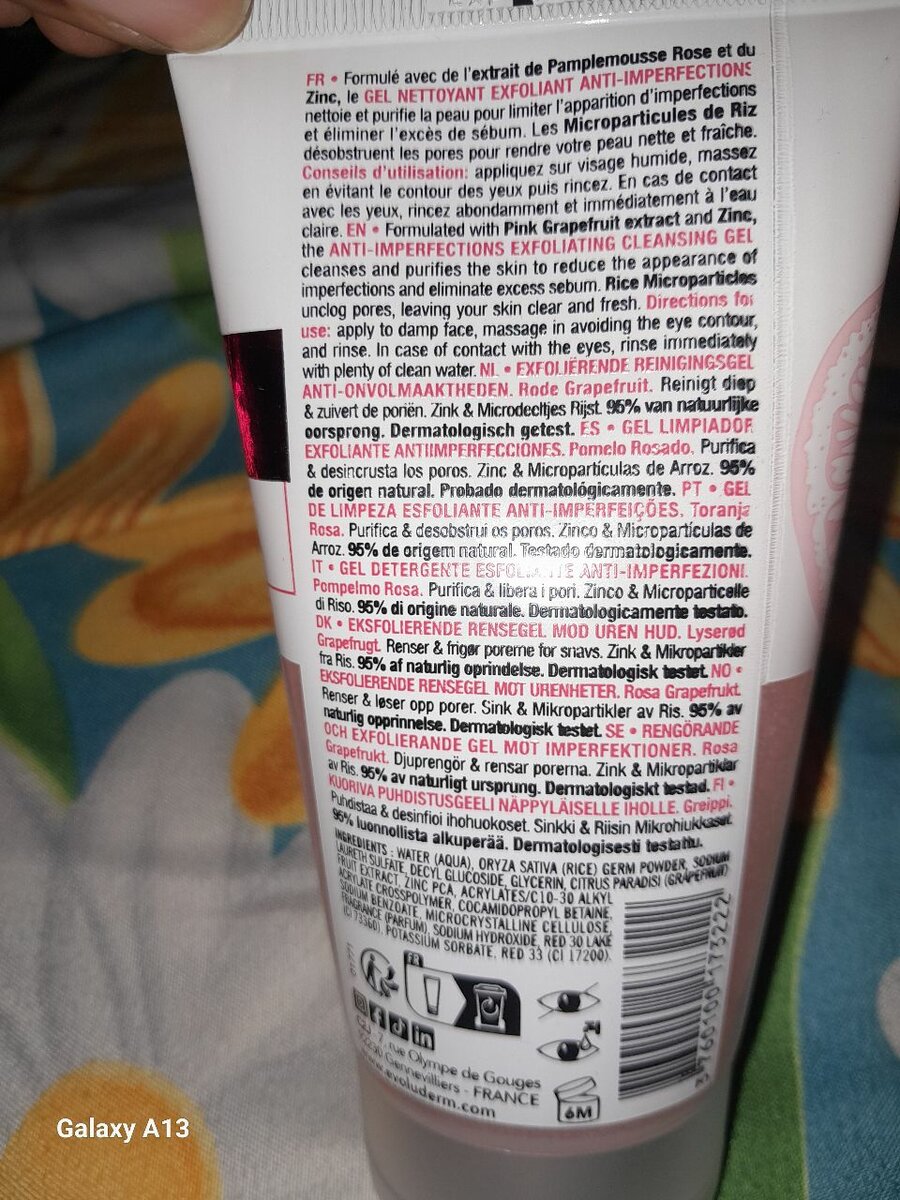 FR • Formulé avec de l'extrait de Pamplemousse Rose et du
Zinc, le GEL NETTOYANT EXFOLIANT ANTI-IMPERFECTIONS
nettoie et purifie la peau pour limiter l'apparition d'imperfections
et éliminer l'excès de sébum. Les Microparticules de Riz
désobstruent les pores pour rendre votre peau nette et fraîche.
Conseils d'utilisation: appliquez sur visage humide, massez
en évitant le contour des yeux puis rincez. En cas de contact
avec les yeux, rincez abondamment et immédiatement à l'eau
claire. EN • Formulated with Pink Grapefruit extract and Zinc,
the ANTI-IMPERFECTIONS EXFOLIATING CLEANSING GEL
cleanses and purifies the skin to reduce the appearance of
imperfections and eliminate excess sebum. Rice Microparticles
unclog pores, leaving your skin clear and fresh. Directions for
use: apply to damp face, massage in avoiding the eye contour,
and rinse. In case of contact with the eyes, rinse immediately
with plenty of clean water. NL • EXFOLIËRENDE REINIGINGSGEL
ANTI-ONVOLMAAKTHEDEN. Rode Grapefruit. Reinigt diep
& zuivert de poriën. Zink & Microdeeltjes Rijst. 95% van natuurlijke
oorsprong. Dermatologisch getest. ES • GEL LIMPIADOR
EXFOLIANTE ANTIIMPERFECCIONES. Pomelo Rosado. Purifica
& desincrusta los poros. Zinc & Microparticulas de Arroz. 95%
de origen natural. Probado dermatológicamente. PT • GEL
DE LIMPEZA ESFOLIANTE ANTI-IMPERFEIÇÕES. Toranja
Rosa. Purifica & desobstrui os poros. Zinco & Microparticulas de
Arroz. 95% de origem natural. Testado dermatologicamente.
IT • GEL DETERGENTE ESFOLIANTE ANTI-IMPERFEZIONI.
Pompelmo Rosa. Purifica & libera i pori. Zinco & Microparticelle
di Riso. 95% di origine naturale. Dermatologicamente testato.
DK • EKSFOLIERENDE RENSEGEL MOD UREN HUD. Lyserød
Grapefrugt. Renser & frigør porerne for snavs. Zink & Mikropartikler
fra Ris. 95% af naturlig oprindelse. Dermatologisk testet. NO •
EKSFOLIERENDE RENSEGEL MOT URENHETER. Rosa Grapefrukt.
Renser & løser opp porer. Sink & Mikropartikler av Ris. 95% av
naturlig opprinnelse. Dermatologisk testet. SE • RENGÖRANDE
OCH EXFOLIERANDE GEL MOT IMPERFEKTIONER. Rosa
Grapefrukt. Djuprengör & rensar porerna. Zink & Mikropartiklar
av Ris. 95% av naturligt ursprung. Dermatologiskt testad. FI •
KUORIVA PUHDISTUSGEELI NÄPPYLÄISELLE IHOLLE. Greippi.
Puhdistaa & desinfioi ihohuokoset. Sinkki & Riisin Mikrohiukkaset.
95% luonnollista alkuperää. Dermatologisesti testattu.
INGREDIENTS : WATER (AQUA), ORYZA SATIVA (RICE) GERM POWDER, SODIUM
LAURETH SULFATE, DECYL GLUCOSIDE, GLYCERIN, CITRUS PARADISI (GRAPEFRUIT)
FRUIT EXTRACT, ZINC PCA, ACRYLATES/C10-30 ALKYL
ACRYLATE CROSSPOLYMER, COCAMIDOPROPYL BETAINE,
SODIUM BENZOATE, MICROCRYSTALLINE CELLULOSE,
FRAGRANCE (PARFUM), SODIUM HYDROXIDE, RED 30 LAKE
(CI 73360), POTASSIUM SORBATE, RED 33 (CI 17200).
3760100173222
FR
in
7, rue Olympe de Gouges
Gennevilliers - FRANCE
www.evoluderm.com
6M
Galaxy A13